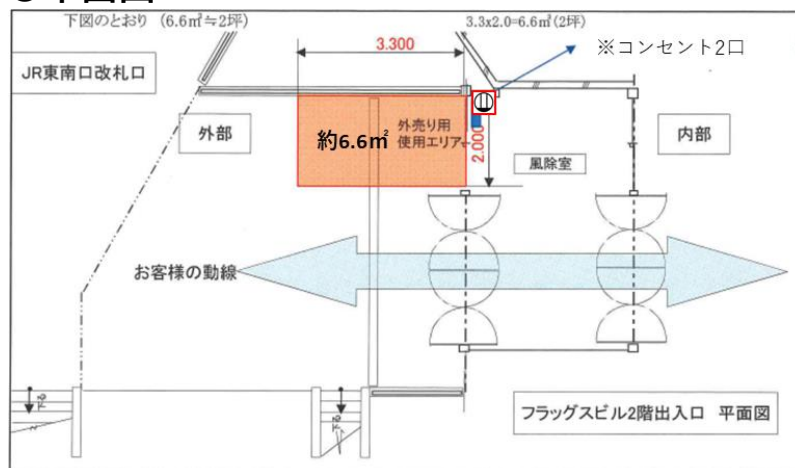 下図のとおり (6.6㎡≒2坪)
3.3x2.0=6.6㎡(2坪)
3.300
※コンセント2口
JR東南口改札口
外部
約6.6㎡
外売り用
使用エリア
2.000
風除室
内部
お客様の動線
下る
下る
フラッグスビル2階出入口 平面図